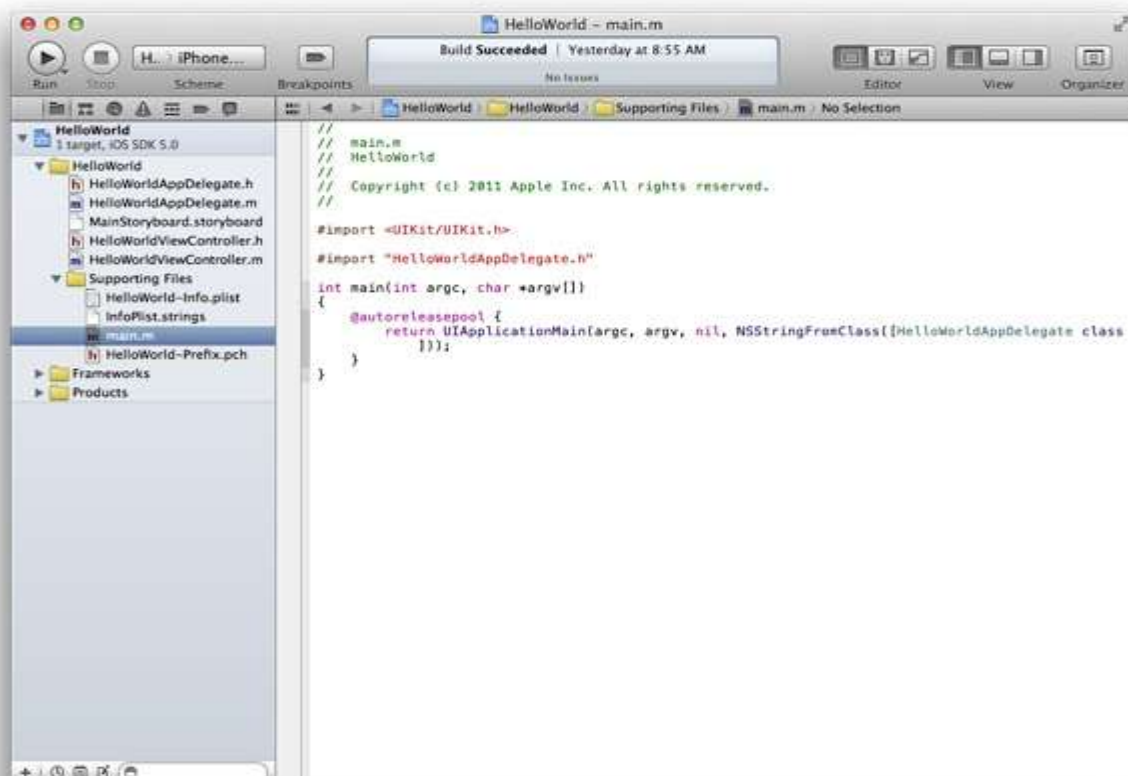 HelloWorld - main.m
H.. iPhone...
Build Succeeded | Yesterday at 8:55 AM
No Issues
Run Stop Scheme Breakpoints Editor View Organizer
HelloWorld HelloWorld Supporting Files main.m No Selection
HelloWorld
1 target, iOS SDK 5.0
HelloWorld
h HelloWorldAppDelegate.h
m HelloWorldAppDelegate.m
MainStoryboard.storyboard
h HelloWorldViewController.h
m HelloWorldViewController.m
Supporting Files
HelloWorld-Info.plist
InfoPlist.strings
m main.m
h HelloWorld-Prefix.pch
Frameworks
Products
//
// main.m
// HelloWorld
//
// Copyright (c) 2011 Apple Inc. All rights reserved.
//
#import <UIKit/UIKit.h>
#import "HelloWorldAppDelegate.h"
int main(int argc, char *argv[])
{
@autoreleasepool {
return UIApplicationMain(argc, argv, nil, NSStringFromClass([HelloWorldAppDelegate class
]));
}
}